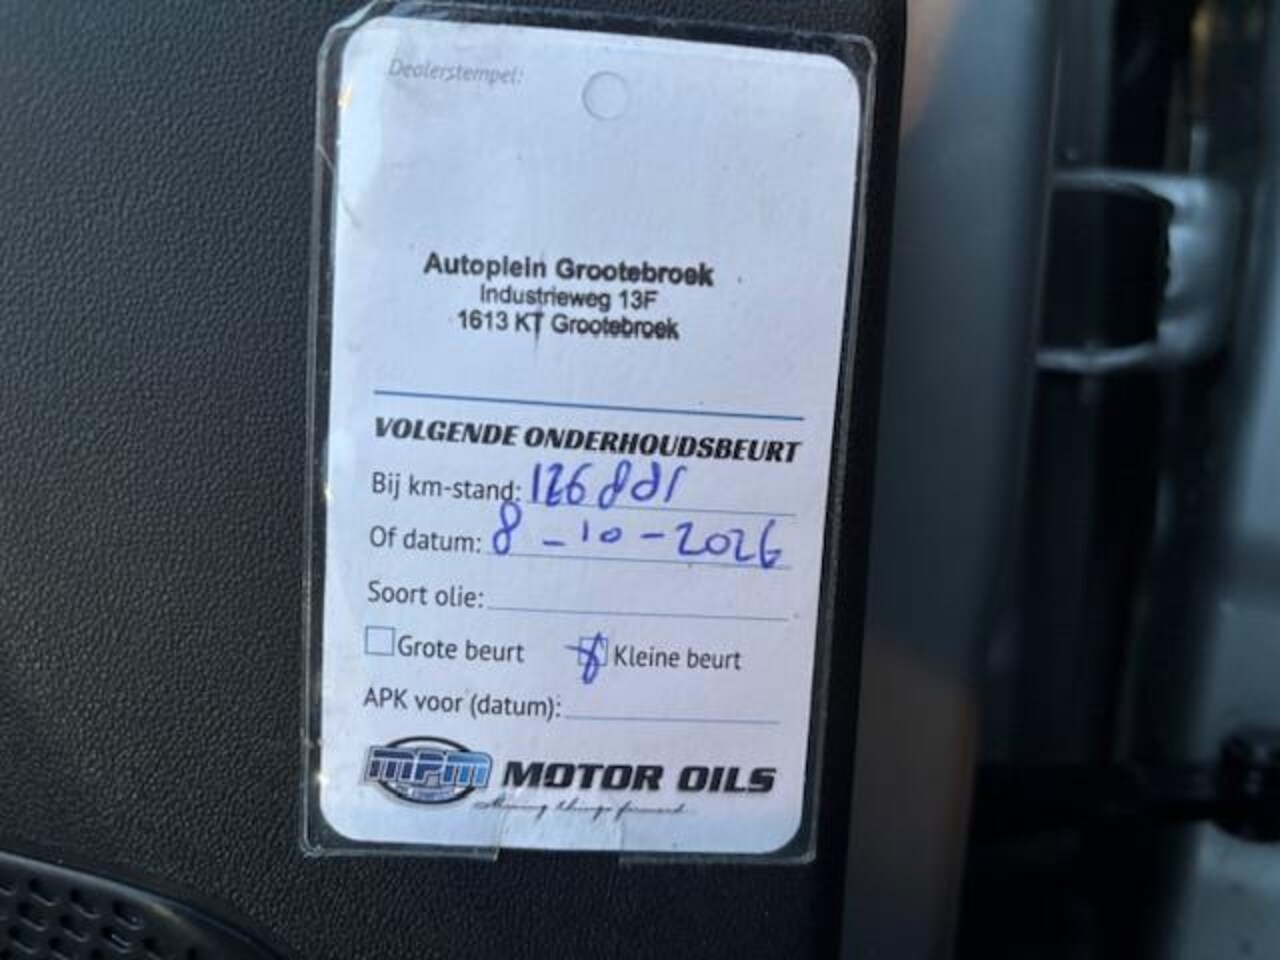 Dealerstempel:
Autoplein Grootebroek
Industrieweg 13F
1613 KT Grootebroek
VOLGENDE ONDERHOUDSBEURT
Bij km-stand:
Of datum: 8-10-2026
Soort olie:
Grote beurt Kleine beurt
APK voor (datum):
MPM MOTOR OILS